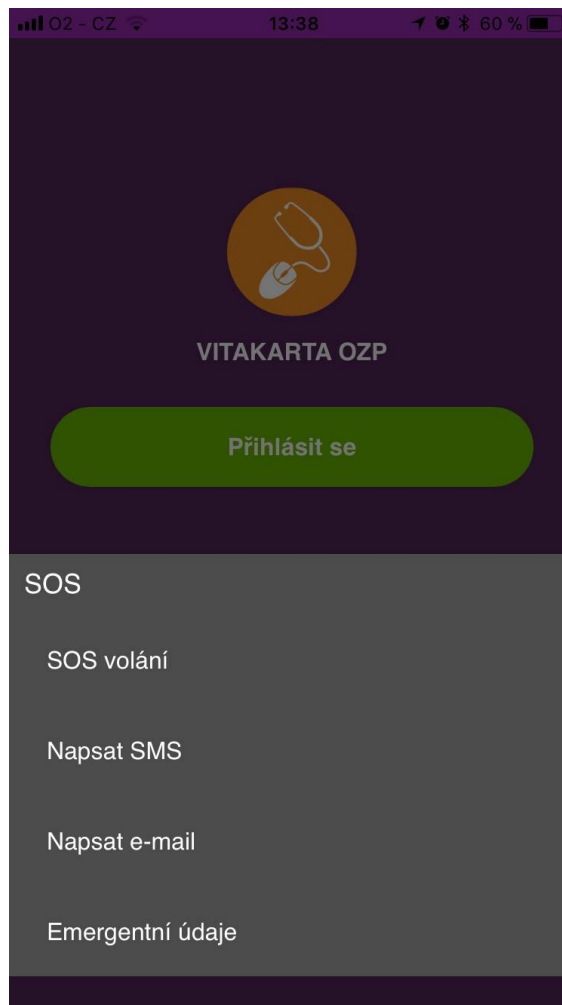 O2 - CZ 13:38 60 %
VITAKARTA OZP
Přihlásit se
SOS
SOS volání
Napsat SMS
Napsat e-mail
Emergentní údaje